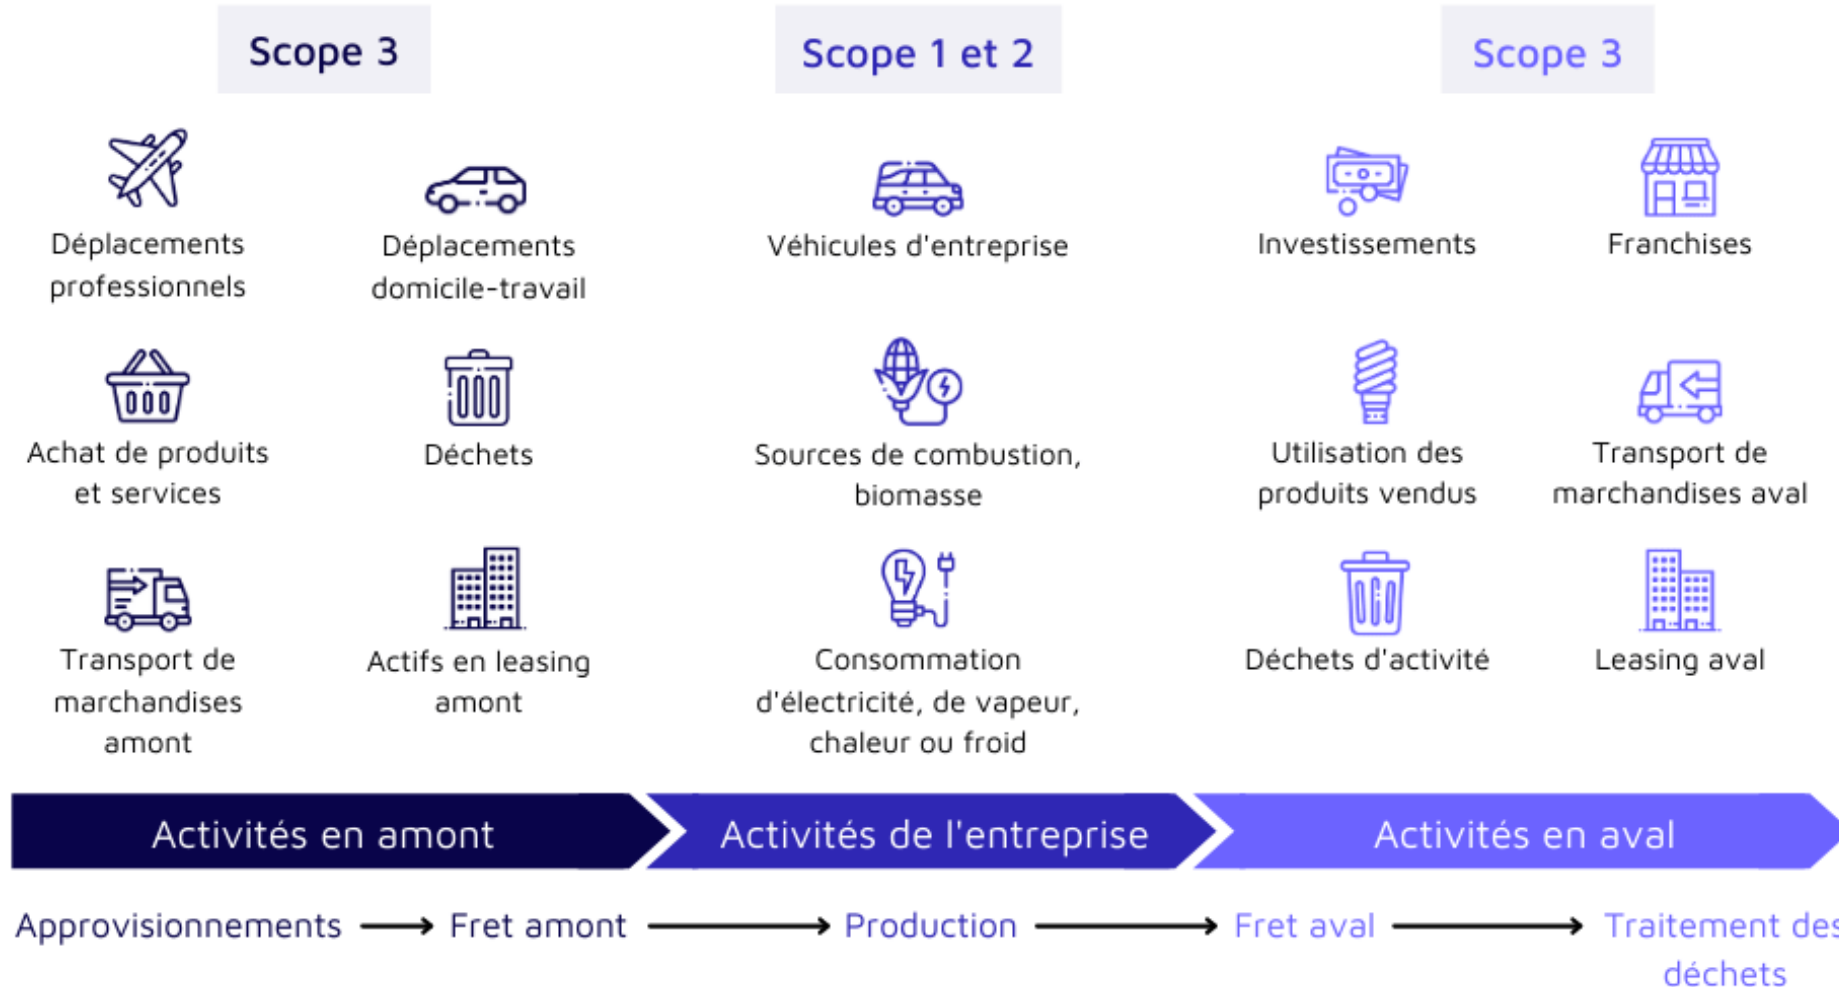 Scope 3
Scope 1 et 2
Scope 3
Déplacements
professionnels
Déplacements
domicile-travail
Véhicules d'entreprise
Investissements
Franchises
Achat de produits
et services
Déchets
Sources de combustion,
biomasse
Utilisation des
produits vendus
Transport de
marchandises aval
Transport de
marchandises
amont
Actifs en leasing
amont
Consommation
d'électricité, de vapeur,
chaleur ou froid
Déchets d'activité
Leasing aval
Activités en amont
Activités de l'entreprise
Activités en aval
Approvisionnements
Fret amont
Production
Fret aval
Traitement des
déchets